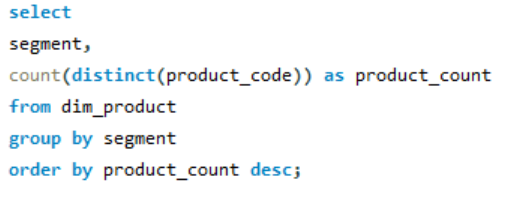 select
segment,
count(distinct(product_code)) as product_count
from dim_product
group by segment
order by product_count desc;